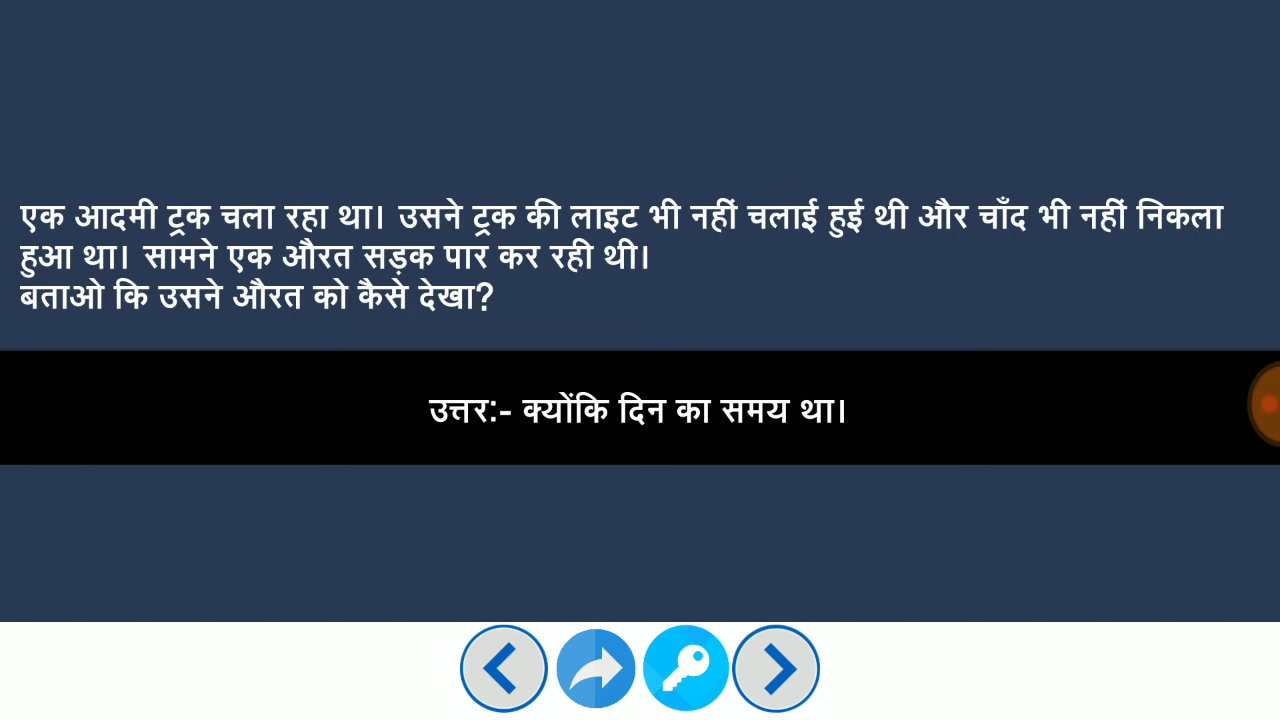 एक आदमी ट्रक चला रहा था। उसने ट्रक की लाइट भी नहीं चलाई हुई थी और चाँद भी नहीं निकला
हुआ था। सामने एक औरत सड़क पार कर रही थी।
बताओ कि उसने औरत को कैसे देखा?
उत्तर:- क्योंकि दिन का समय था।